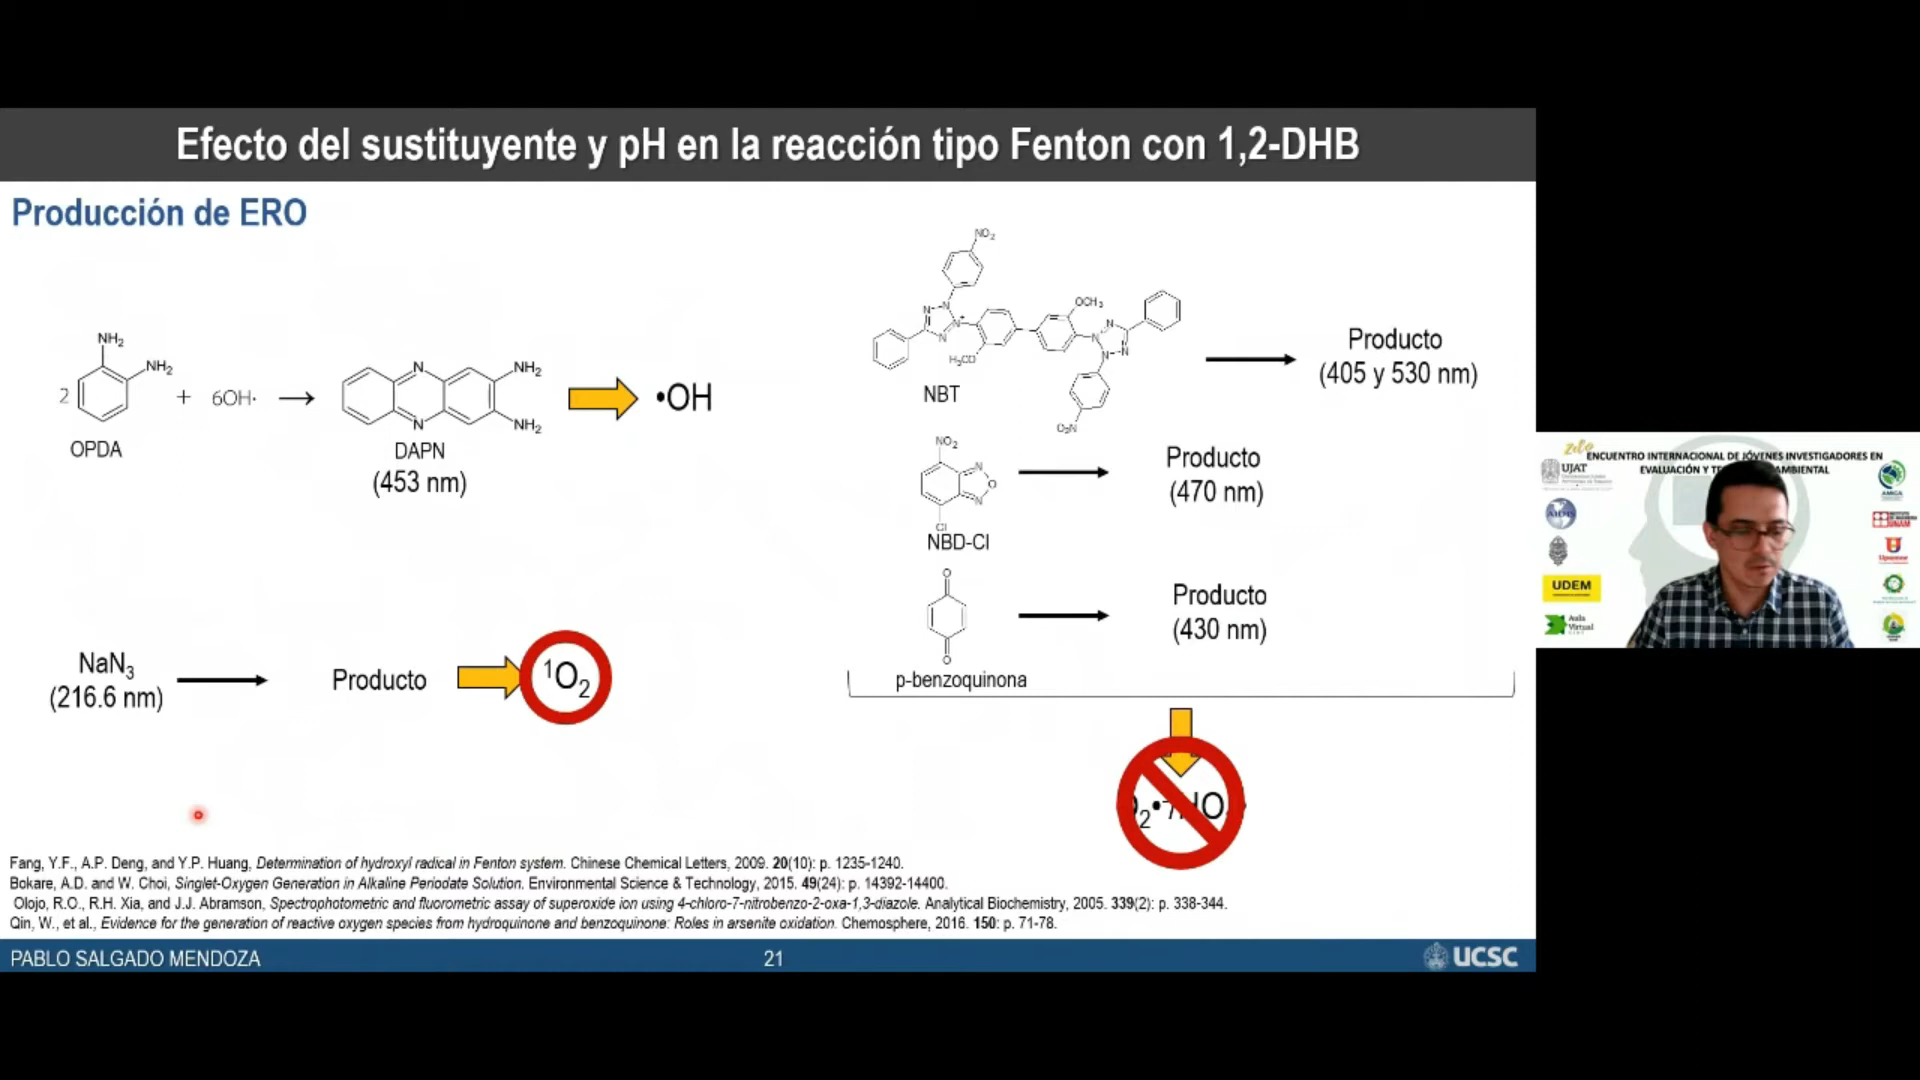 Efecto del sustituyente y pH en la reacción tipo Fenton con 1,2-DHB
Producción de ERO
NH2
NH2
2
+ 6OH·
OPDA
N
N
NH2
NH2
DAPN
(453 nm)
•OH
NaN3
(216.6 nm)
Producto
1O2
NO2
N
N
N
N
N+
OCH3
H3CO
N
N
N
N
O2N
NBT
Producto
(405 y 530 nm)
NO2
N
O
N
Cl
NBD-Cl
Producto
(470 nm)
O
O
p-benzoquinona
Producto
(430 nm)
Fang, Y.F., A.P. Deng, and Y.P. Huang, Determination of hydroxyl radical in Fenton system. Chinese Chemical Letters, 2009. 20(10): p. 1235-1240.
Bokare, A.D. and W. Choi, Singlet-Oxygen Generation in Alkaline Periodate Solution. Environmental Science & Technology, 2015. 49(24): p. 14392-14400.
Olojo, R.O., R.H. Xia, and J.J. Abramson, Spectrophotometric and fluorometric assay of superoxide ion using 4-chloro-7-nitrobenzo-2-oxa-1,3-diazole. Analytical Biochemistry, 2005. 339(2): p. 338-344.
Qin, W., et al., Evidence for the generation of reactive oxygen species from hydroquinone and benzoquinone: Roles in arsenite oxidation. Chemosphere, 2016. 150: p. 71-78.
PABLO SALGADO MENDOZA
21
UCSC
ENCUENTRO INTERNACIONAL DE JÓVENES INVESTIGADORES EN
EVALUACIÓN Y AMBIENTAL
UJAT
AIDIS
UDEM
Aula
Virtual
AMICA
UNAM